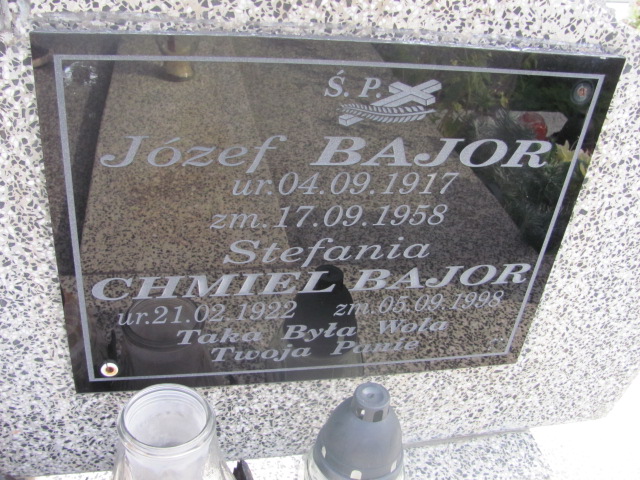 Ś. P.
Józef BAJOR
ur.04.09.1917
zm.17.09.1958
Stefania
CHMIEL BAJOR
ur.21.02.1922 zm.05.09.1998
Taka Była Wola
Twoja Panie